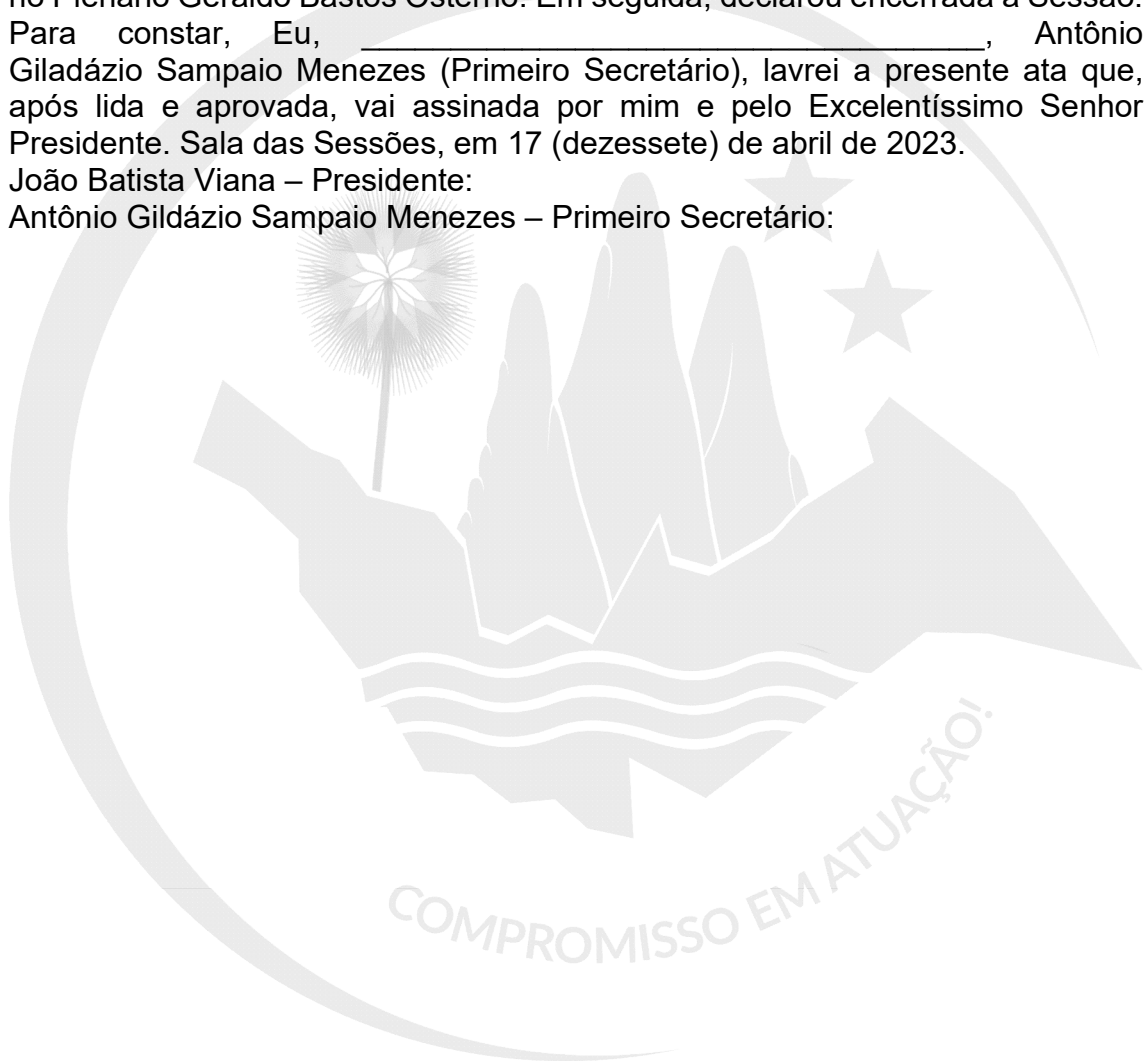 no Plenário Geraldo Bastos Osterno. Em seguida, declarou encerrada a Sessão.
Para constar, Eu, ___________________________________, Antônio
Giladázio Sampaio Menezes (Primeiro Secretário), lavrei a presente ata que,
após lida e aprovada, vai assinada por mim e pelo Excelentíssimo Senhor
Presidente. Sala das Sessões, em 17 (dezessete) de abril de 2023.
João Batista Viana – Presidente:
Antônio Gildázio Sampaio Menezes – Primeiro Secretário:
COMPROMISSO EM ATUAÇÃO!